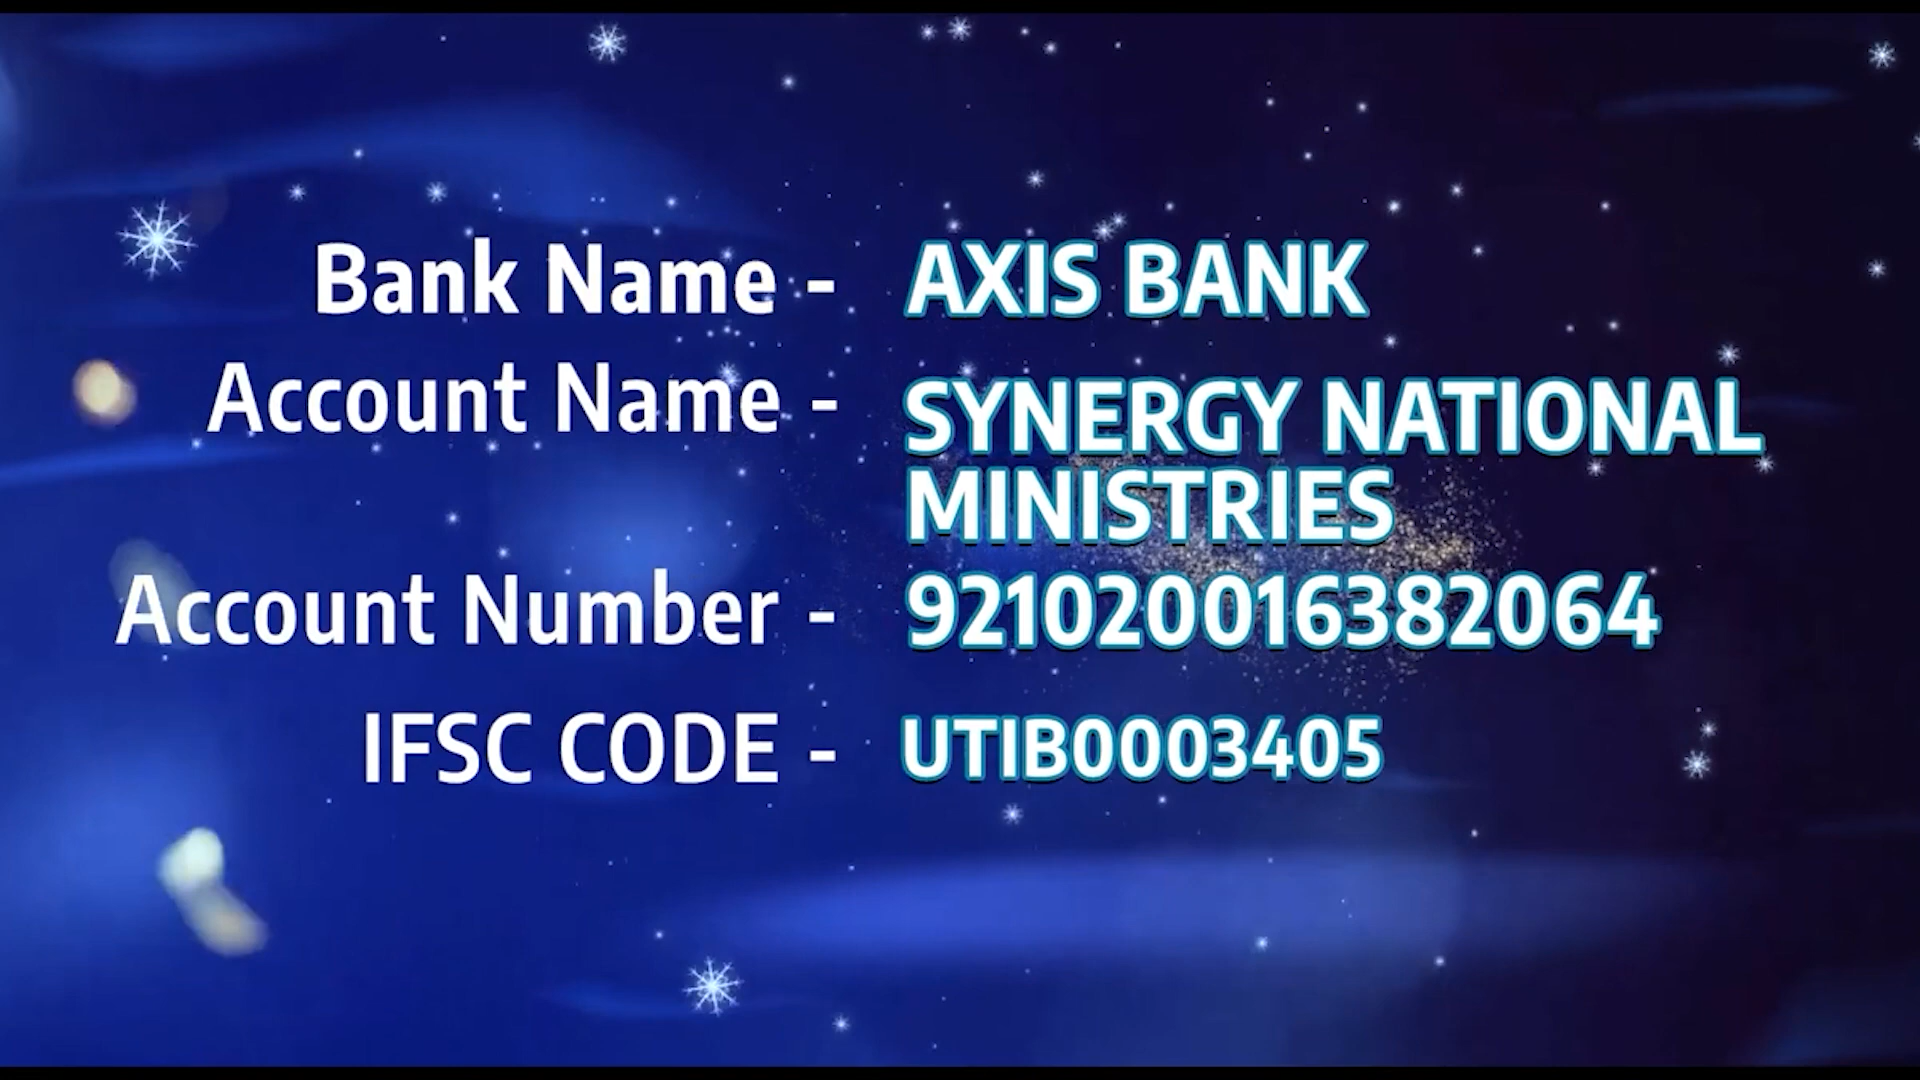 Bank Name - AXIS BANK
Account Name - SYNERGY NATIONAL
MINISTRIES
Account Number - 921020016382064
IFSC CODE - UTIB0003405